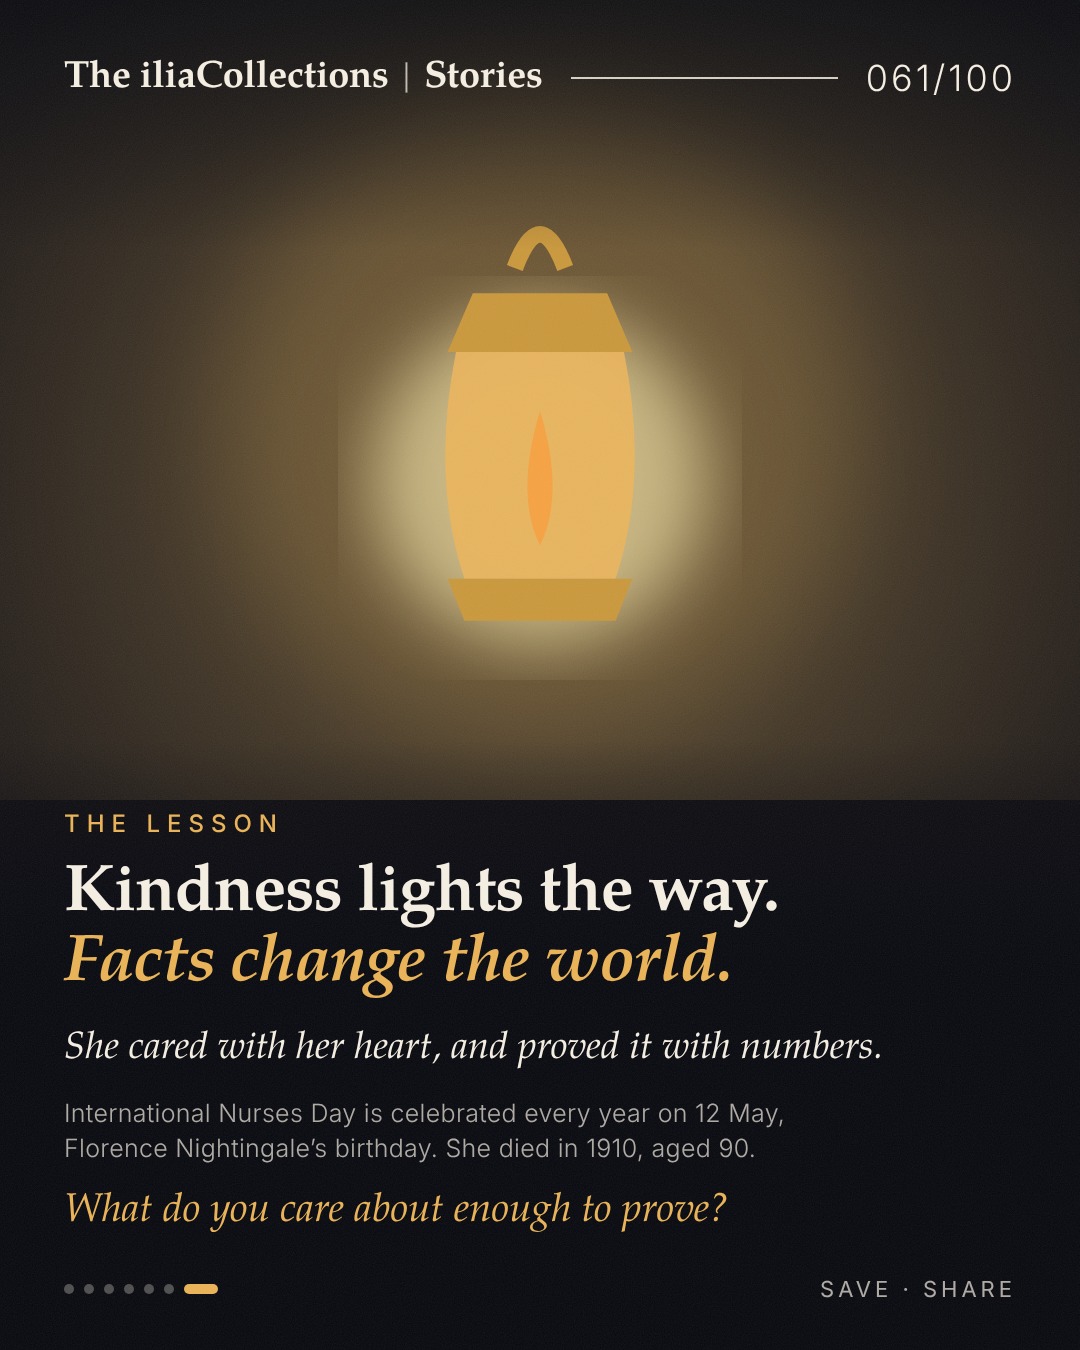 The iliaCollections | Stories 061/100
THE LESSON
Kindness lights the way.
Facts change the world.
She cared with her heart, and proved it with numbers.
International Nurses Day is celebrated every year on 12 May,
Florence Nightingale’s birthday. She died in 1910, aged 90.
What do you care about enough to prove?
SAVE · SHARE